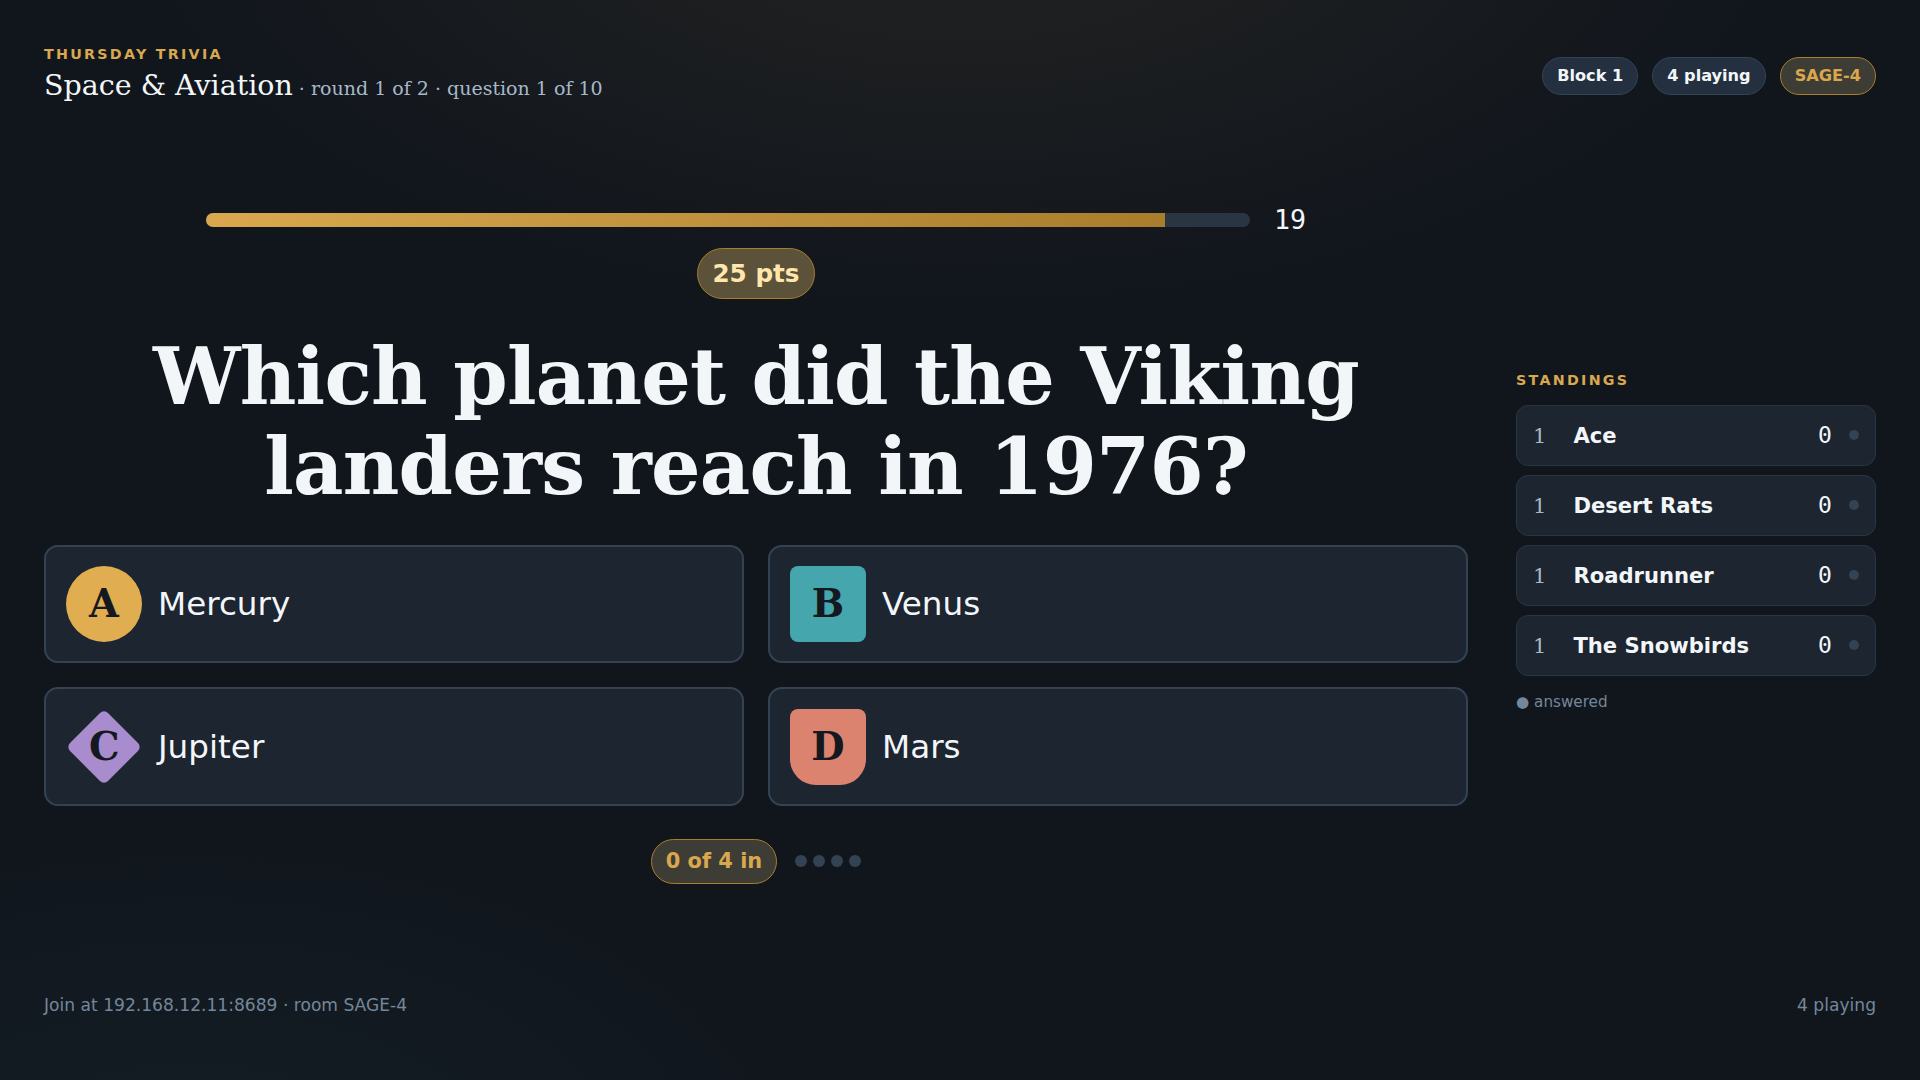 THURSDAY TRIVIA
Space & Aviation · round 1 of 2 · question 1 of 10
Block 1
4 playing
SAGE-4
19
25 pts
Which planet did the Viking
landers reach in 1976?
A Mercury
B Venus
C Jupiter
D Mars
0 of 4 in
STANDINGS
1 Ace 0
1 Desert Rats 0
1 Roadrunner 0
1 The Snowbirds 0
answered
Join at 192.168.12.11:8689 · room SAGE-4
4 playing